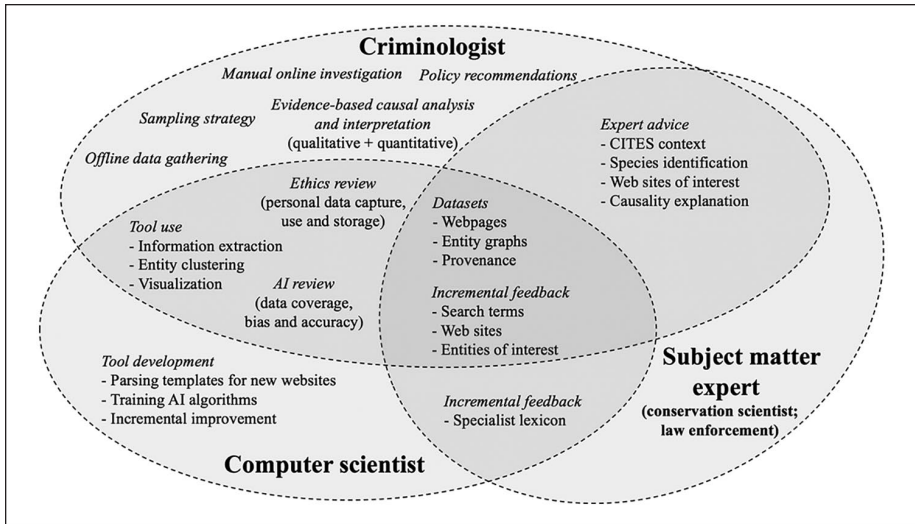 Criminologist
Manual online investigation
Policy recommendations
Sampling strategy
Evidence-based causal analysis
and interpretation
(qualitative + quantitative)
Offline data gathering
Expert advice
- CITES context
- Species identification
- Web sites of interest
- Causality explanation
Ethics review
(personal data capture,
use and storage)
Tool use
- Information extraction
- Entity clustering
- Visualization
AI review
(data coverage,
bias and accuracy)
Datasets
- Webpages
- Entity graphs
- Provenance
Incremental feedback
- Search terms
- Web sites
- Entities of interest
Tool development
- Parsing templates for new websites
- Training AI algorithms
- Incremental improvement
Incremental feedback
- Specialist lexicon
Subject matter
expert
(conservation scientist;
law enforcement)
Computer scientist